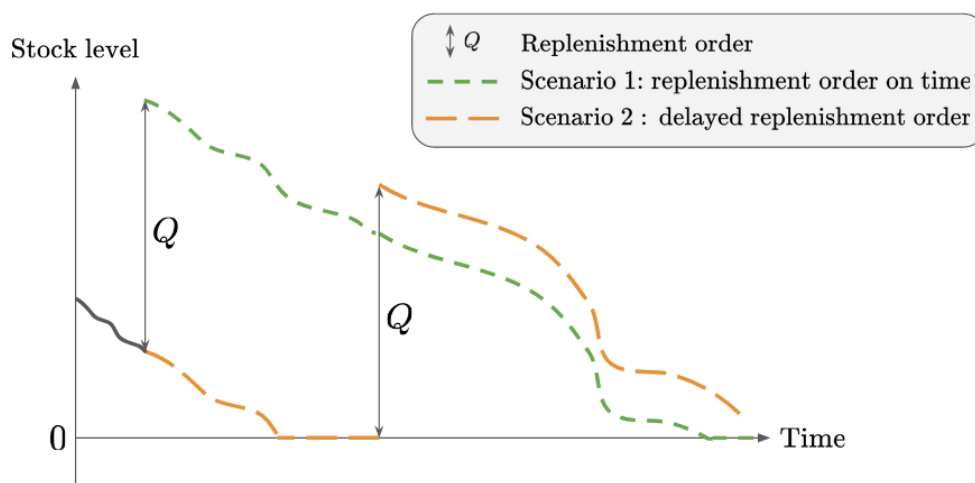 Stock level
Q Replenishment order
Scenario 1: replenishment order on time
Scenario 2 : delayed replenishment order
Q
Q
0
Time